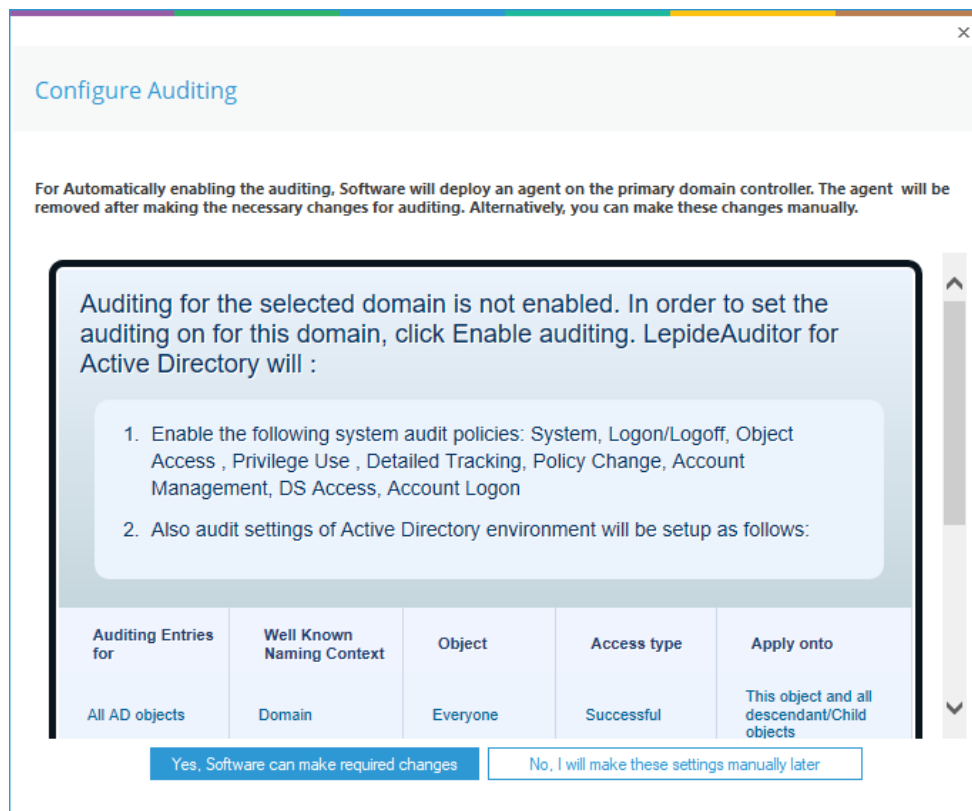 Configure Auditing
For Automatically enabling the auditing, Software will deploy an agent on the primary domain controller. The agent will be
removed after making the necessary changes for auditing. Alternatively, you can make these changes manually.
Auditing for the selected domain is not enabled. In order to set the
auditing on for this domain, click Enable auditing. LepideAuditor for
Active Directory will :
1. Enable the following system audit policies: System, Logon/Logoff, Object
Access , Privilege Use , Detailed Tracking, Policy Change, Account
Management, DS Access, Account Logon
2. Also audit settings of Active Directory environment will be setup as follows:
Auditing Entries
for
Well Known
Naming Context
Object
Access type
Apply onto
All AD objects
Domain
Everyone
Successful
This object and all
descendant/Child
objects
Yes, Software can make required changes
No, I will make these settings manually later